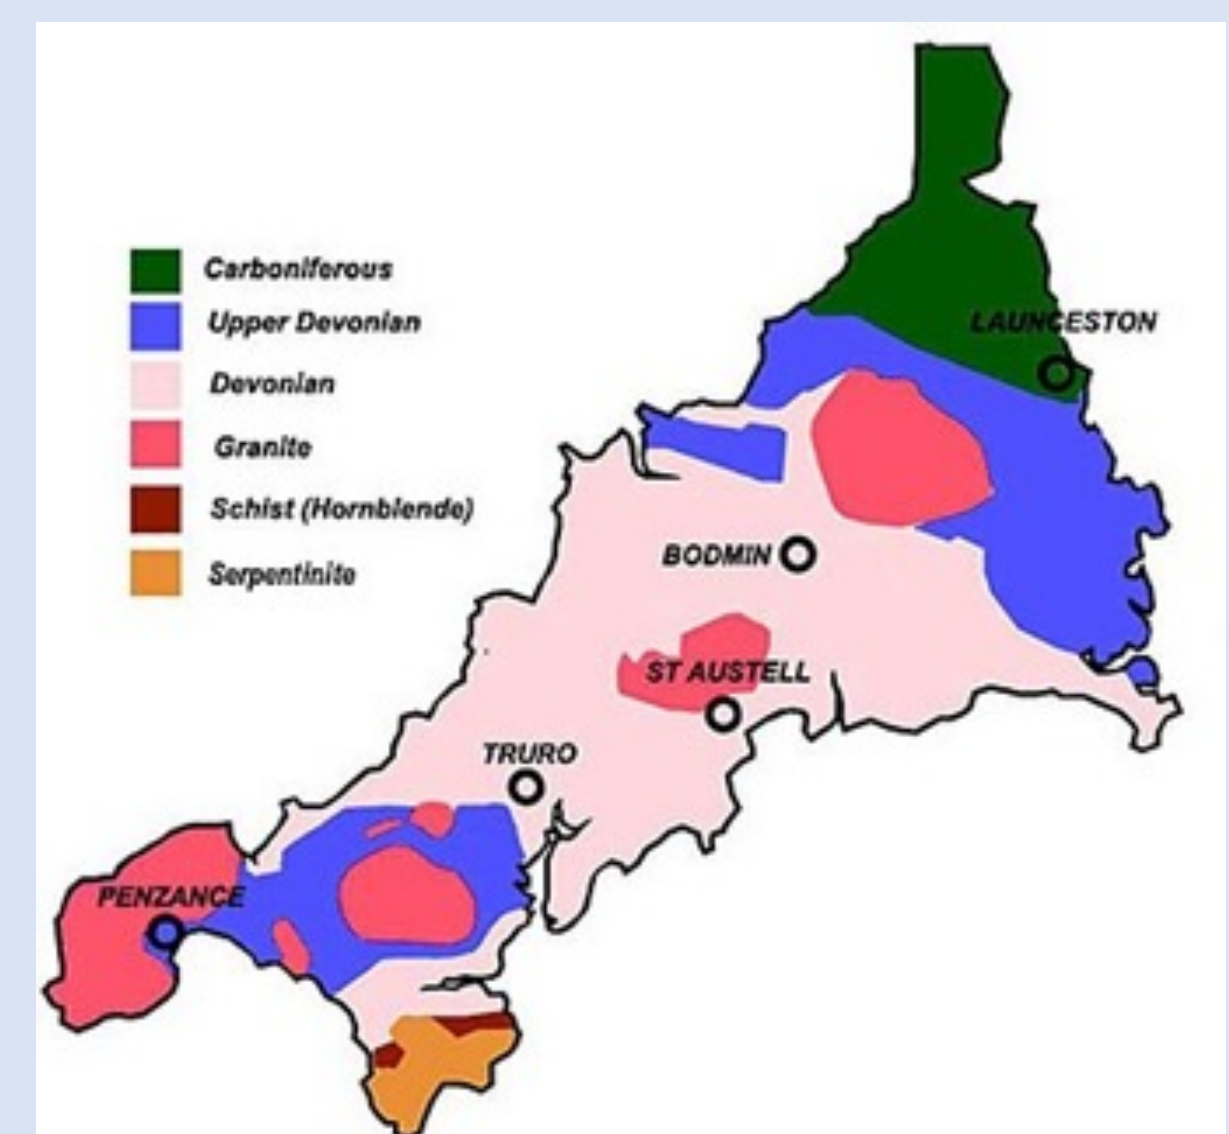 Carboniferous
Upper Devonian
Devonian
Granite
Schist (Hornblende)
Serpentinite
LAUNCESTON
BODMIN
ST AUSTELL
TRURO
PENZANCE